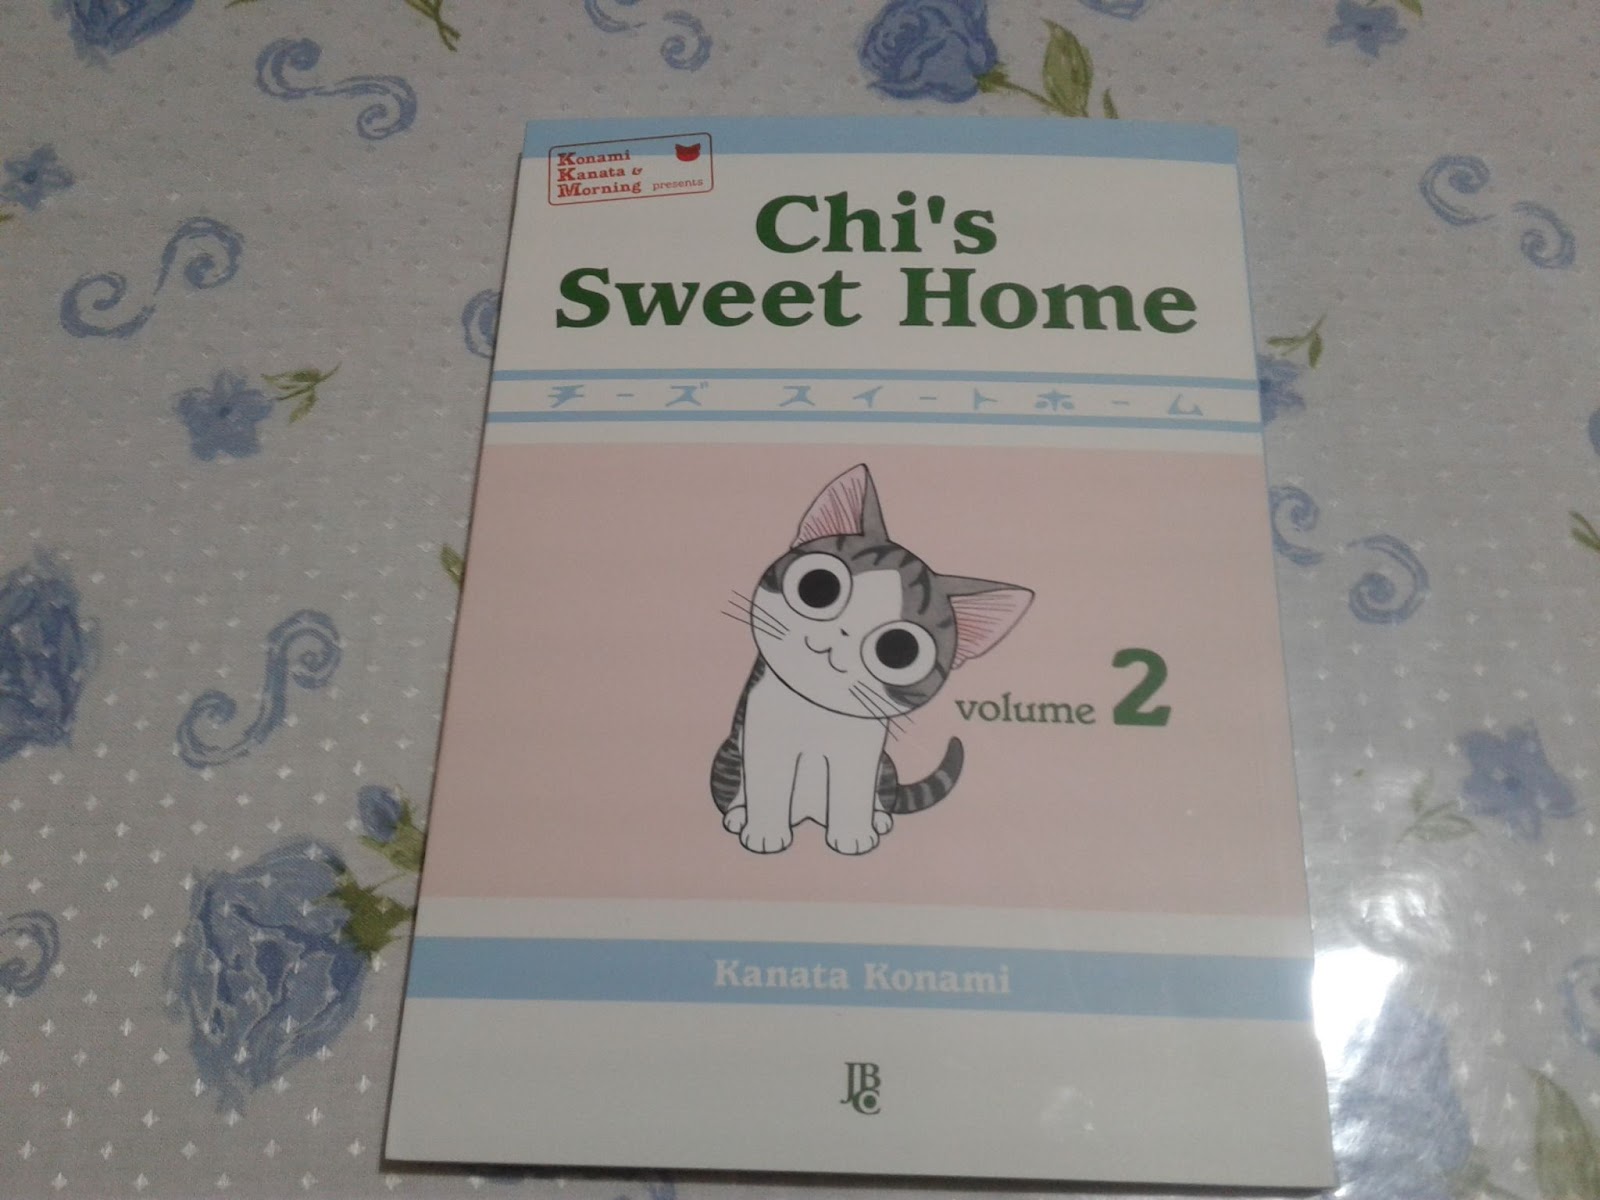 Konami
Kanata &
Morning presents
Chi's
Sweet Home
チーズ スイートホーム
volume 2
Kanata Konami
JBC